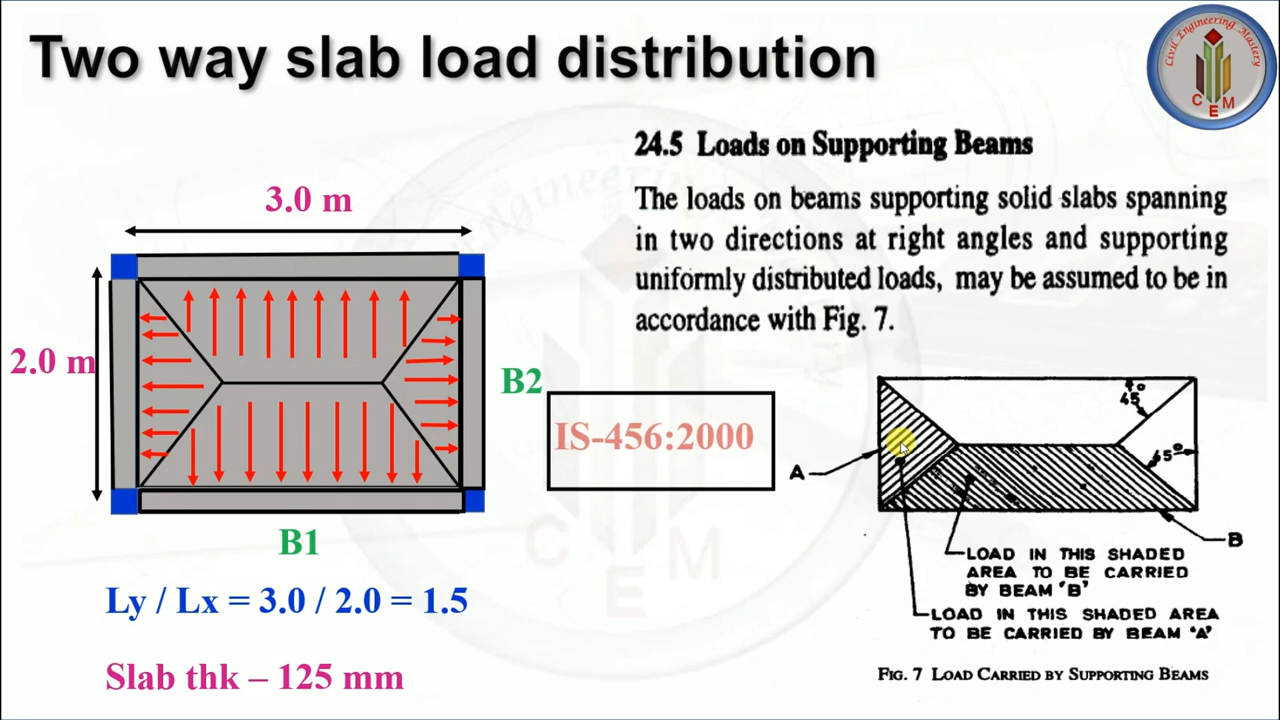 Two way slab load distribution
Civil Engineering Mastery
C E M
24.5 Loads on Supporting Beams
The loads on beams supporting solid slabs spanning
in two directions at right angles and supporting
uniformly distributed loads, may be assumed to be in
accordance with Fig. 7.
3.0 m
2.0 m
B2
B1
IS-456:2000
Ly / Lx = 3.0 / 2.0 = 1.5
Slab thk – 125 mm
45°
45°
A
B
LOAD IN THIS SHADED
AREA TO BE CARRIED
BY BEAM 'B'
LOAD IN THIS SHADED AREA
TO BE CARRIED BY BEAM 'A'
FIG. 7 LOAD CARRIED BY SUPPORTING BEAMS
C E M